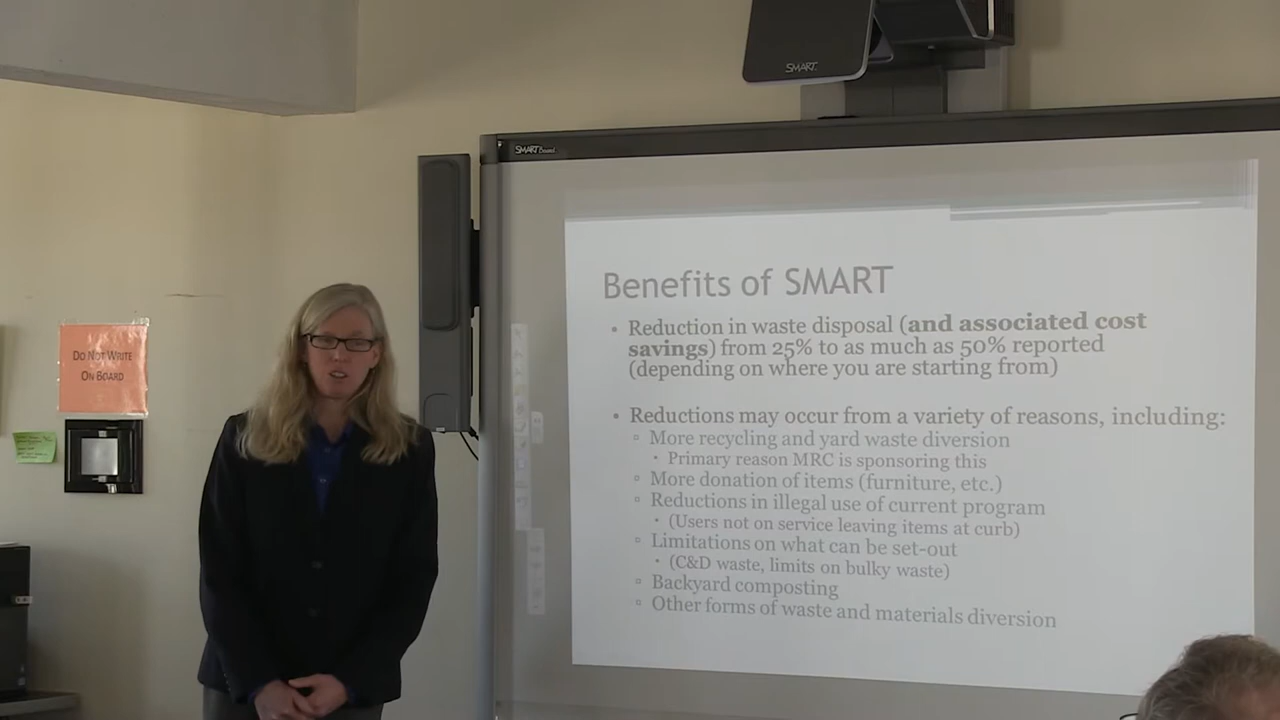 SMART
SMART Board
Benefits of SMART
• Reduction in waste disposal (and associated cost
savings) from 25% to as much as 50% reported
(depending on where you are starting from)
• Reductions may occur from a variety of reasons, including:
▫ More recycling and yard waste diversion
• Primary reason MRC is sponsoring this
▫ More donation of items (furniture, etc.)
▫ Reductions in illegal use of current program
• (Users not on service leaving items at curb)
▫ Limitations on what can be set-out
• (C&D waste, limits on bulky waste)
▫ Backyard composting
▫ Other forms of waste and materials diversion
DO NOT WRITE
ON BOARD